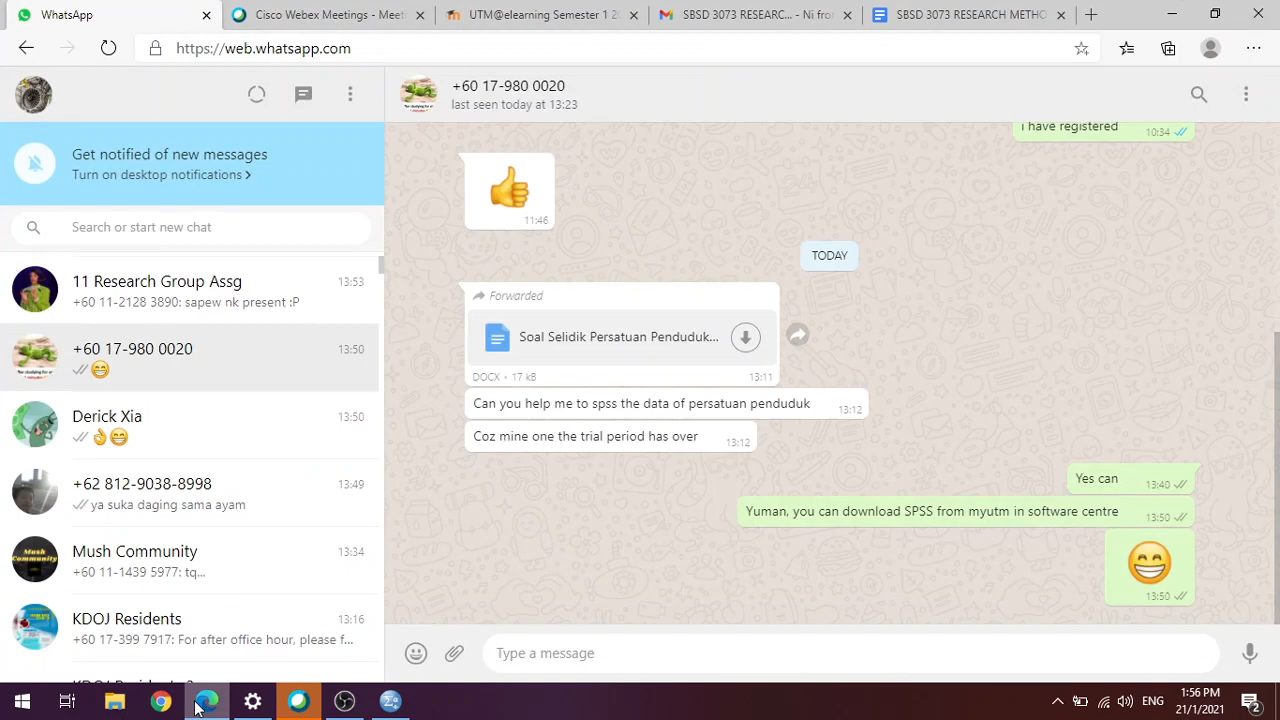 WhatsApp
Cisco Webex Meetings - Meeti
UTM@elearning Semester 1 20
SBSD 3073 RESEARC... - Ni fron
SBSD 3073 RESEARCH METHO
https://web.whatsapp.com
+60 17-980 0020
last seen today at 13:23
Get notified of new messages
Turn on desktop notifications >
Search or start new chat
11 Research Group Assg
13:53
+60 11-2128 3890: sapew nk present :P
+60 17-980 0020
13:50
Derick Xia
13:50
+62 812-9038-8998
13:49
ya suka daging sama ayam
Mush Community
13:34
+60 11-1439 5977: tq...
KDOJ Residents
13:16
+60 17-399 7917: For after office hour, please f...
i have registered
10:34
11:46
TODAY
Forwarded
Soal Selidik Persatuan Penduduk...
DOCX • 17 kB
13:11
Can you help me to spss the data of persatuan penduduk
13:12
Coz mine one the trial period has over
13:12
Yes can
13:40
Yuman, you can download SPSS from myutm in software centre
13:50
13:50
Type a message
ENG
1:56 PM
21/1/2021
2